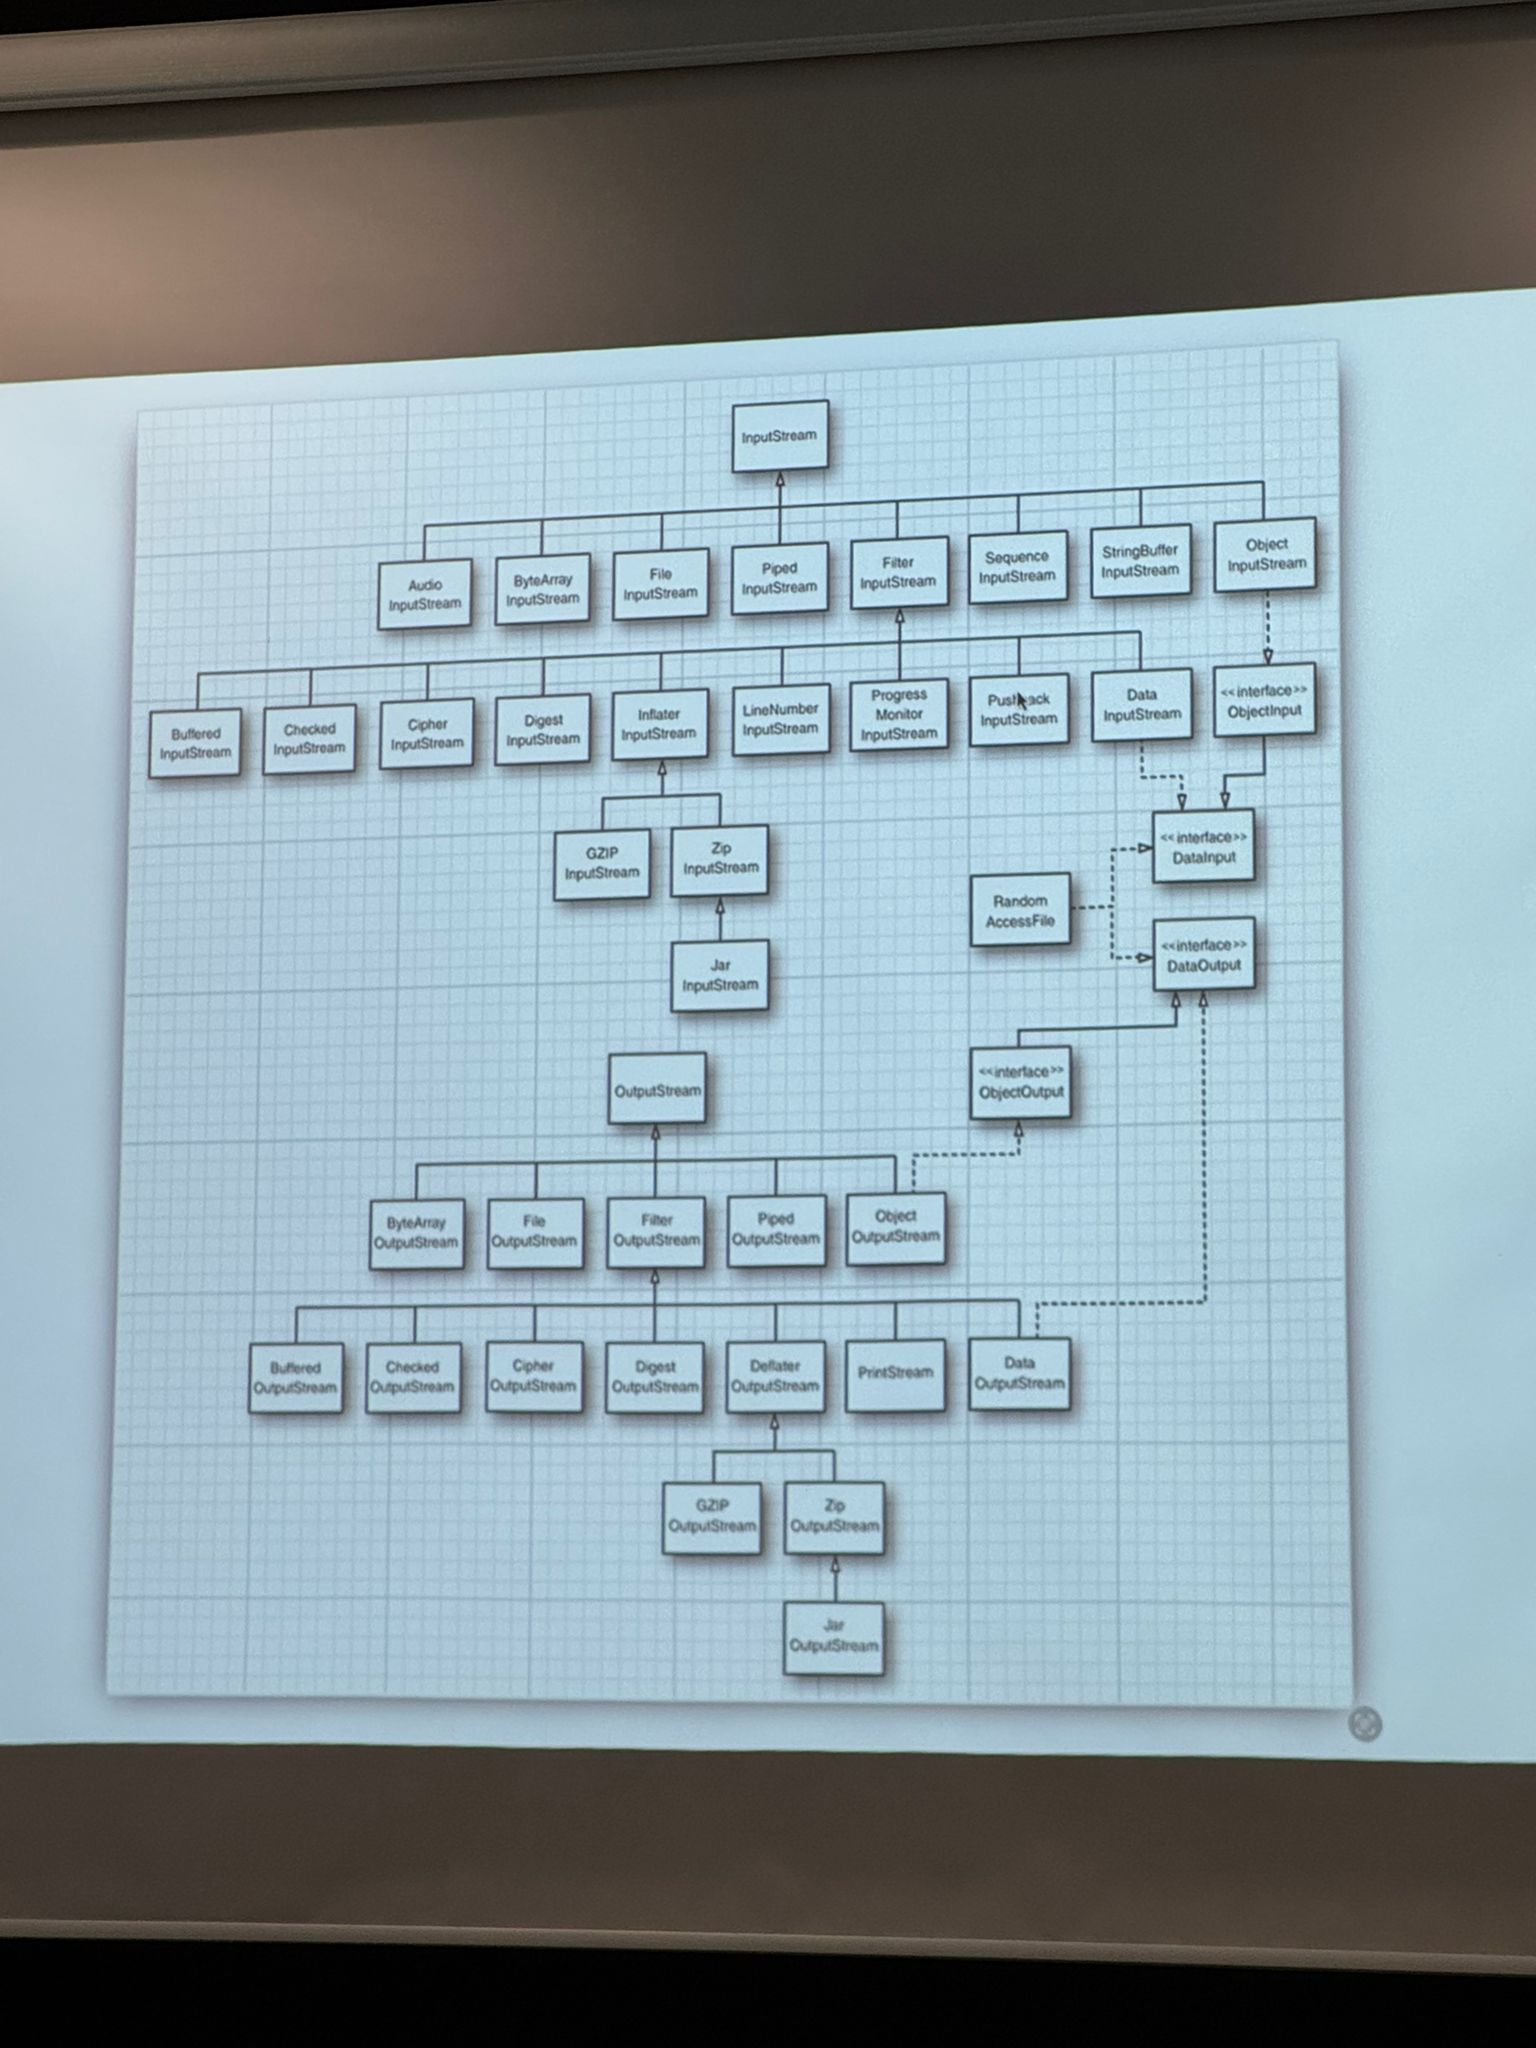 InputStream
Audio
InputStream
ByteArray
InputStream
File
InputStream
Piped
InputStream
Filter
InputStream
Sequence
InputStream
StringBuffer
InputStream
Object
InputStream
Buffered
InputStream
Checked
InputStream
Cipher
InputStream
Digest
InputStream
Inflater
InputStream
LineNumber
InputStream
Progress
Monitor
InputStream
InputStream
Data
InputStream
<<interface>>
ObjectInput
GZIP
InputStream
Zip
InputStream
<<interface>>
DataInput
Random
AccessFile
<<interface>>
DataOutput
Jar
InputStream
OutputStream
<<interface>>
ObjectOutput
ByteArray
OutputStream
File
OutputStream
Filter
OutputStream
Piped
OutputStream
Object
OutputStream
Buffered
OutputStream
Checked
OutputStream
Cipher
OutputStream
Digest
OutputStream
Deflater
OutputStream
PrintStream
Data
OutputStream
GZIP
OutputStream
Zip
OutputStream
Jar
OutputStream